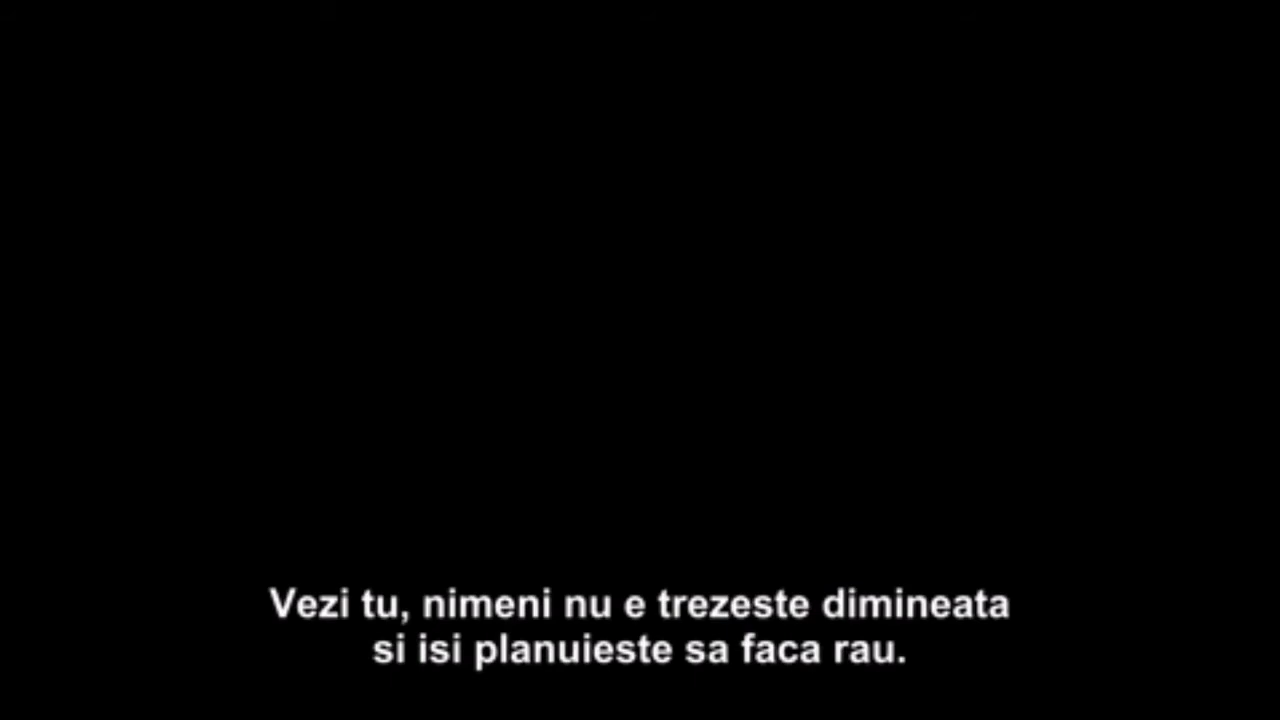 Vezi tu, nimeni nu e trezeste dimineata
si isi planuieste sa faca rau.